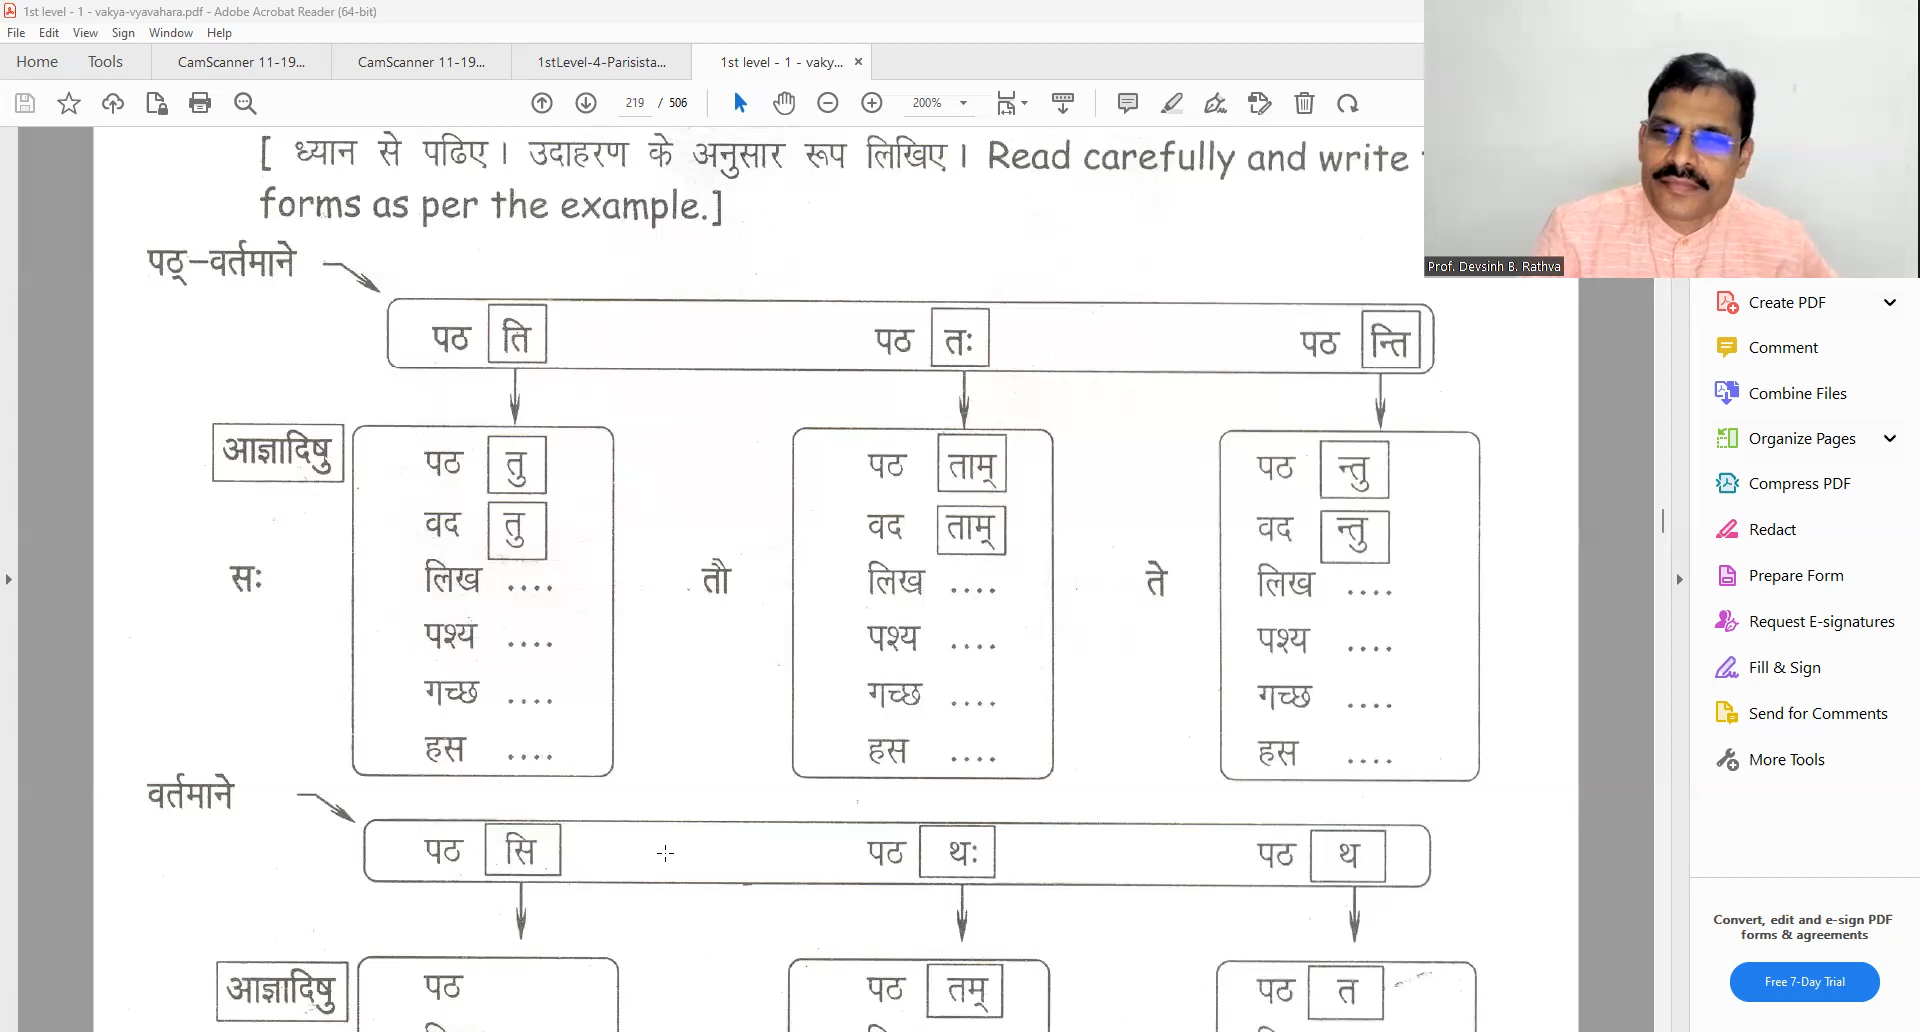 1st level - 1 - vakya-vyavahara.pdf - Adobe Acrobat Reader (64-bit)
File Edit View Sign Window Help
Home Tools CamScanner 11-19... CamScanner 11-19... 1stLevel-4-Parisista... 1st level - 1 - vaky... ×
219 / 506 200%
[ ध्यान से पढिए । उदाहरण के अनुसार रूप लिखिए । Read carefully and write
forms as per the example.]
Prof. Devsinh B. Rathva
पठ्-वर्तमाने
पठ ति पठ तः पठ न्ति
आज्ञादिषु पठ तु पठ ताम् पठ न्तु
वद तु वद ताम् वद न्तु
सः लिख .... तौ लिख .... ते लिख ....
पश्य .... पश्य .... पश्य ....
गच्छ .... गच्छ .... गच्छ ....
हस .... हस .... हस ....
वर्तमाने
पठ सि पठ थः पठ थ
आज्ञादिषु पठ पठ तम् पठ त
Create PDF
Comment
Combine Files
Organize Pages
Compress PDF
Redact
Prepare Form
Request E-signatures
Fill & Sign
Send for Comments
More Tools
Convert, edit and e-sign PDF
forms & agreements
Free 7-Day Trial